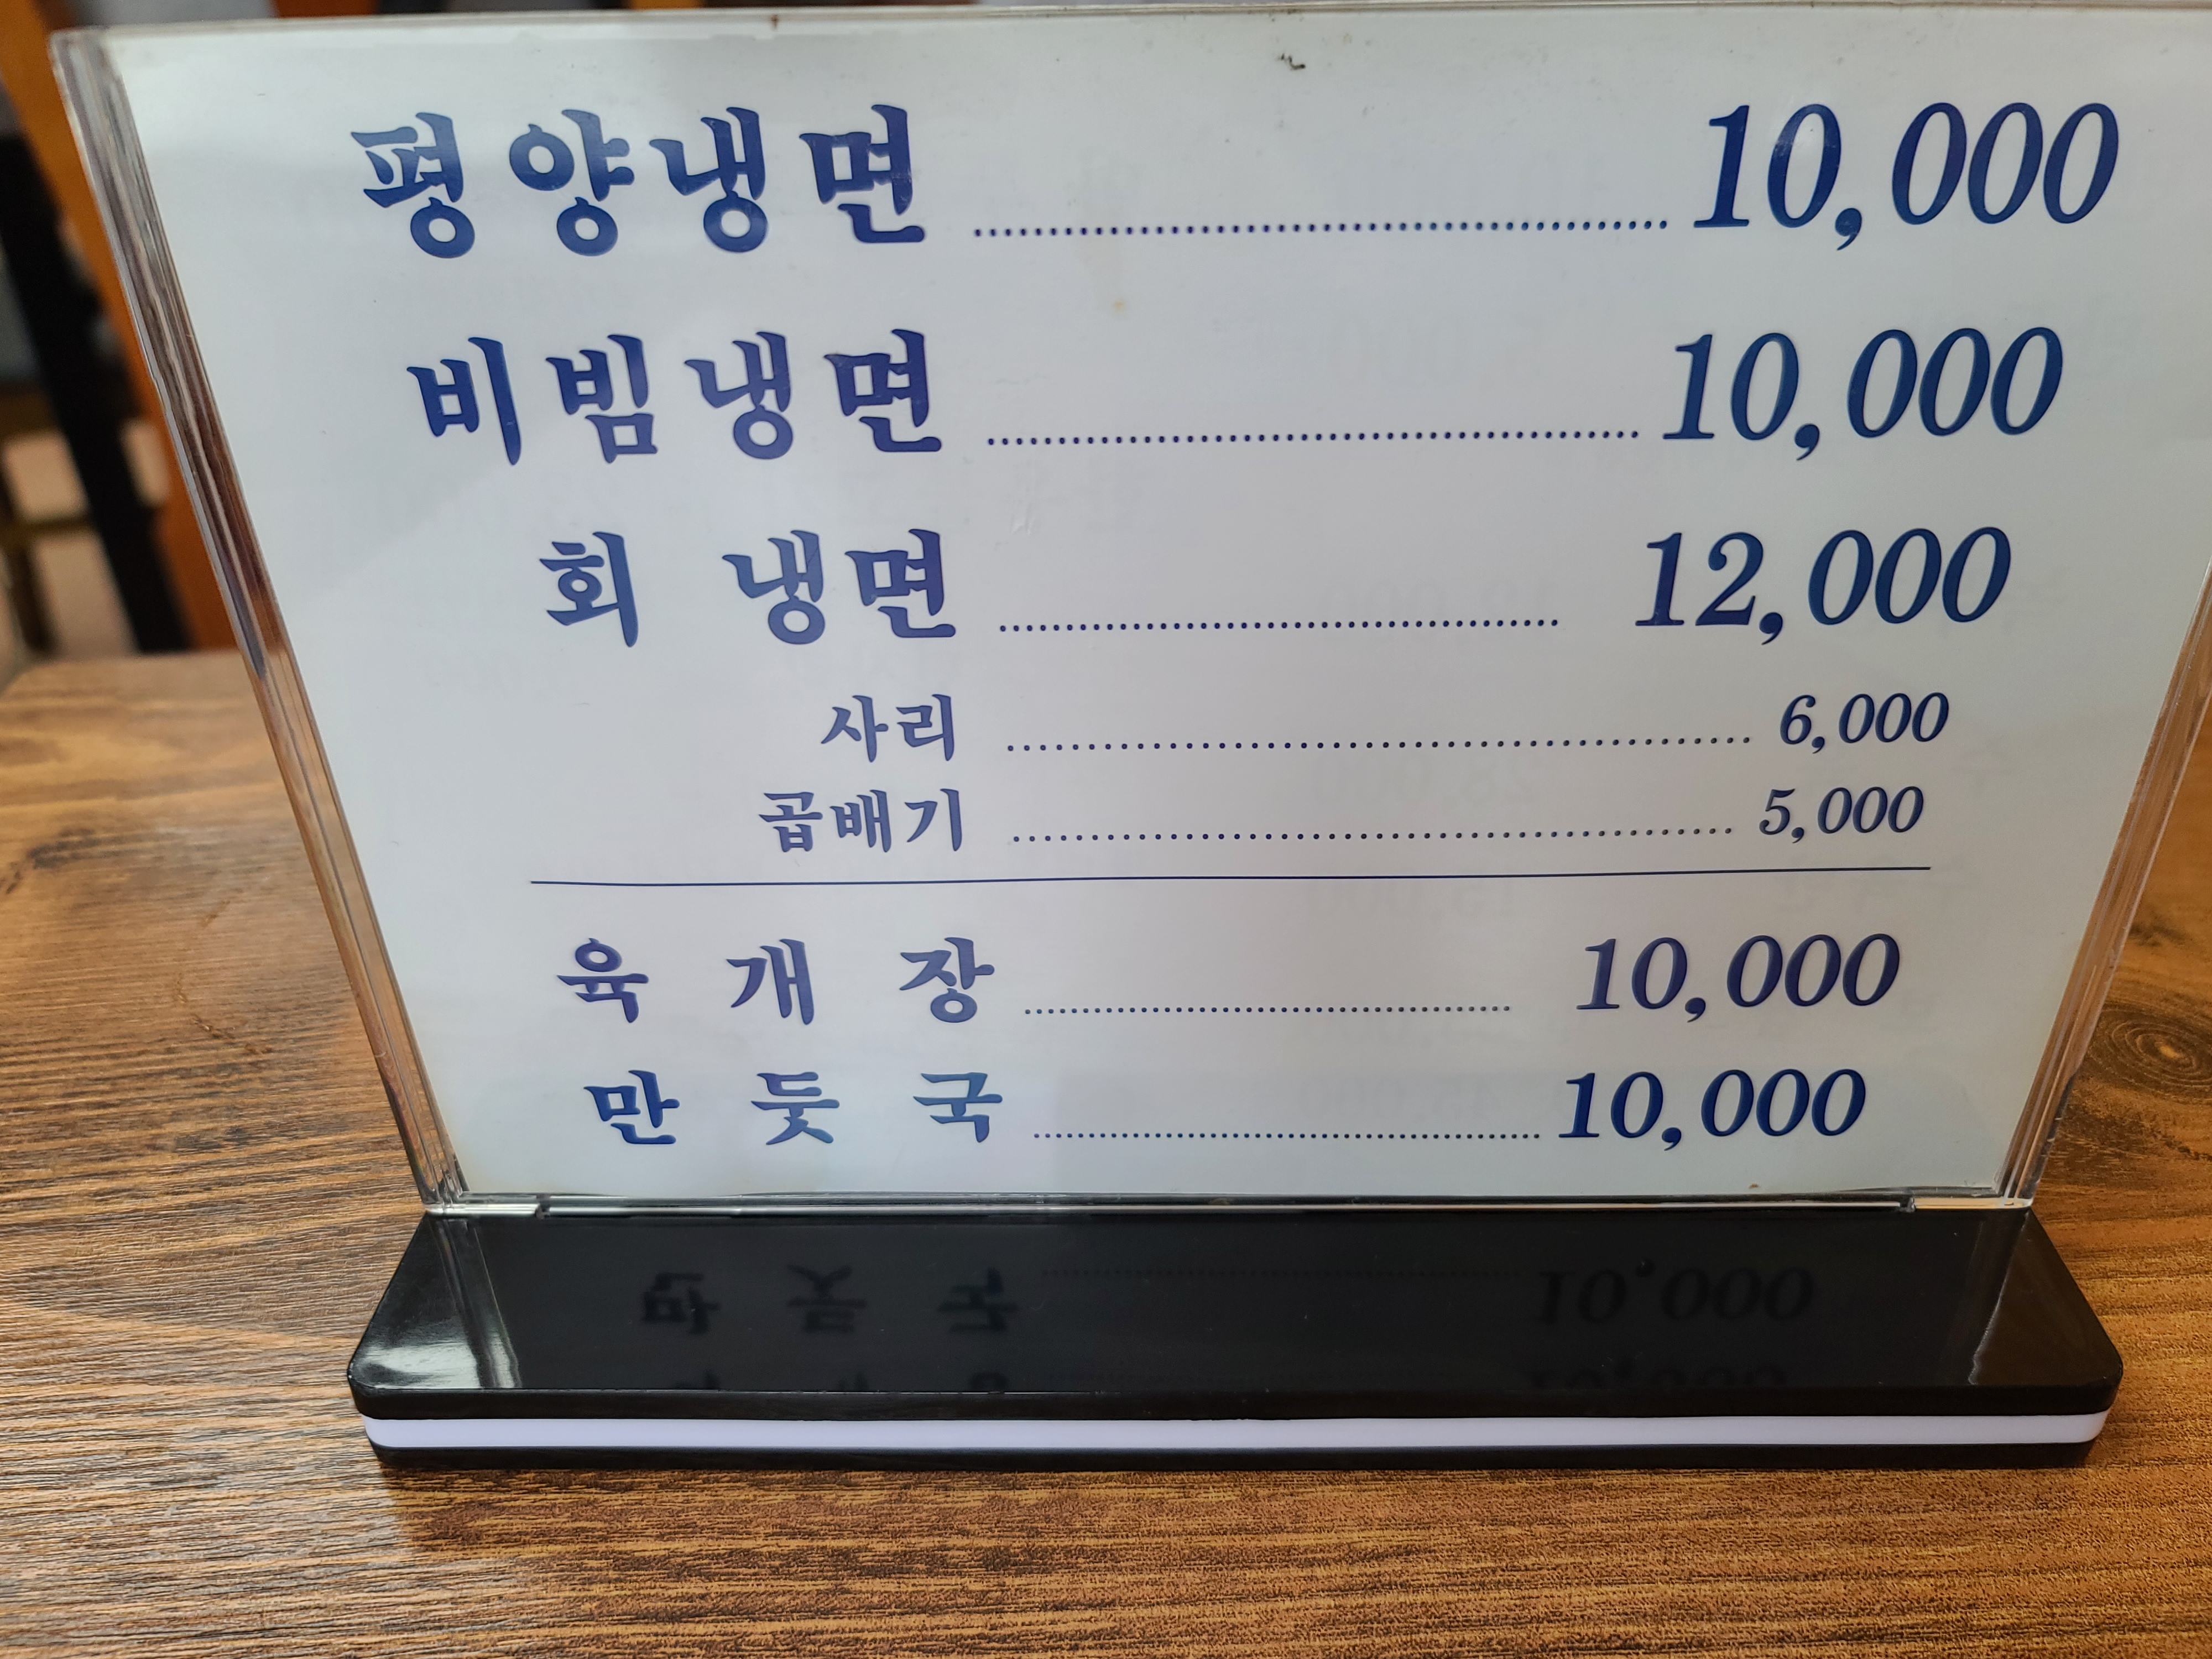 평양냉면 ........ 10,000
비빔냉면 ........ 10,000
회 냉면 ........ 12,000
사리 ........ 6,000
곱배기 ........ 5,000
육 개 장 ........ 10,000
만 둣 국 ........ 10,000